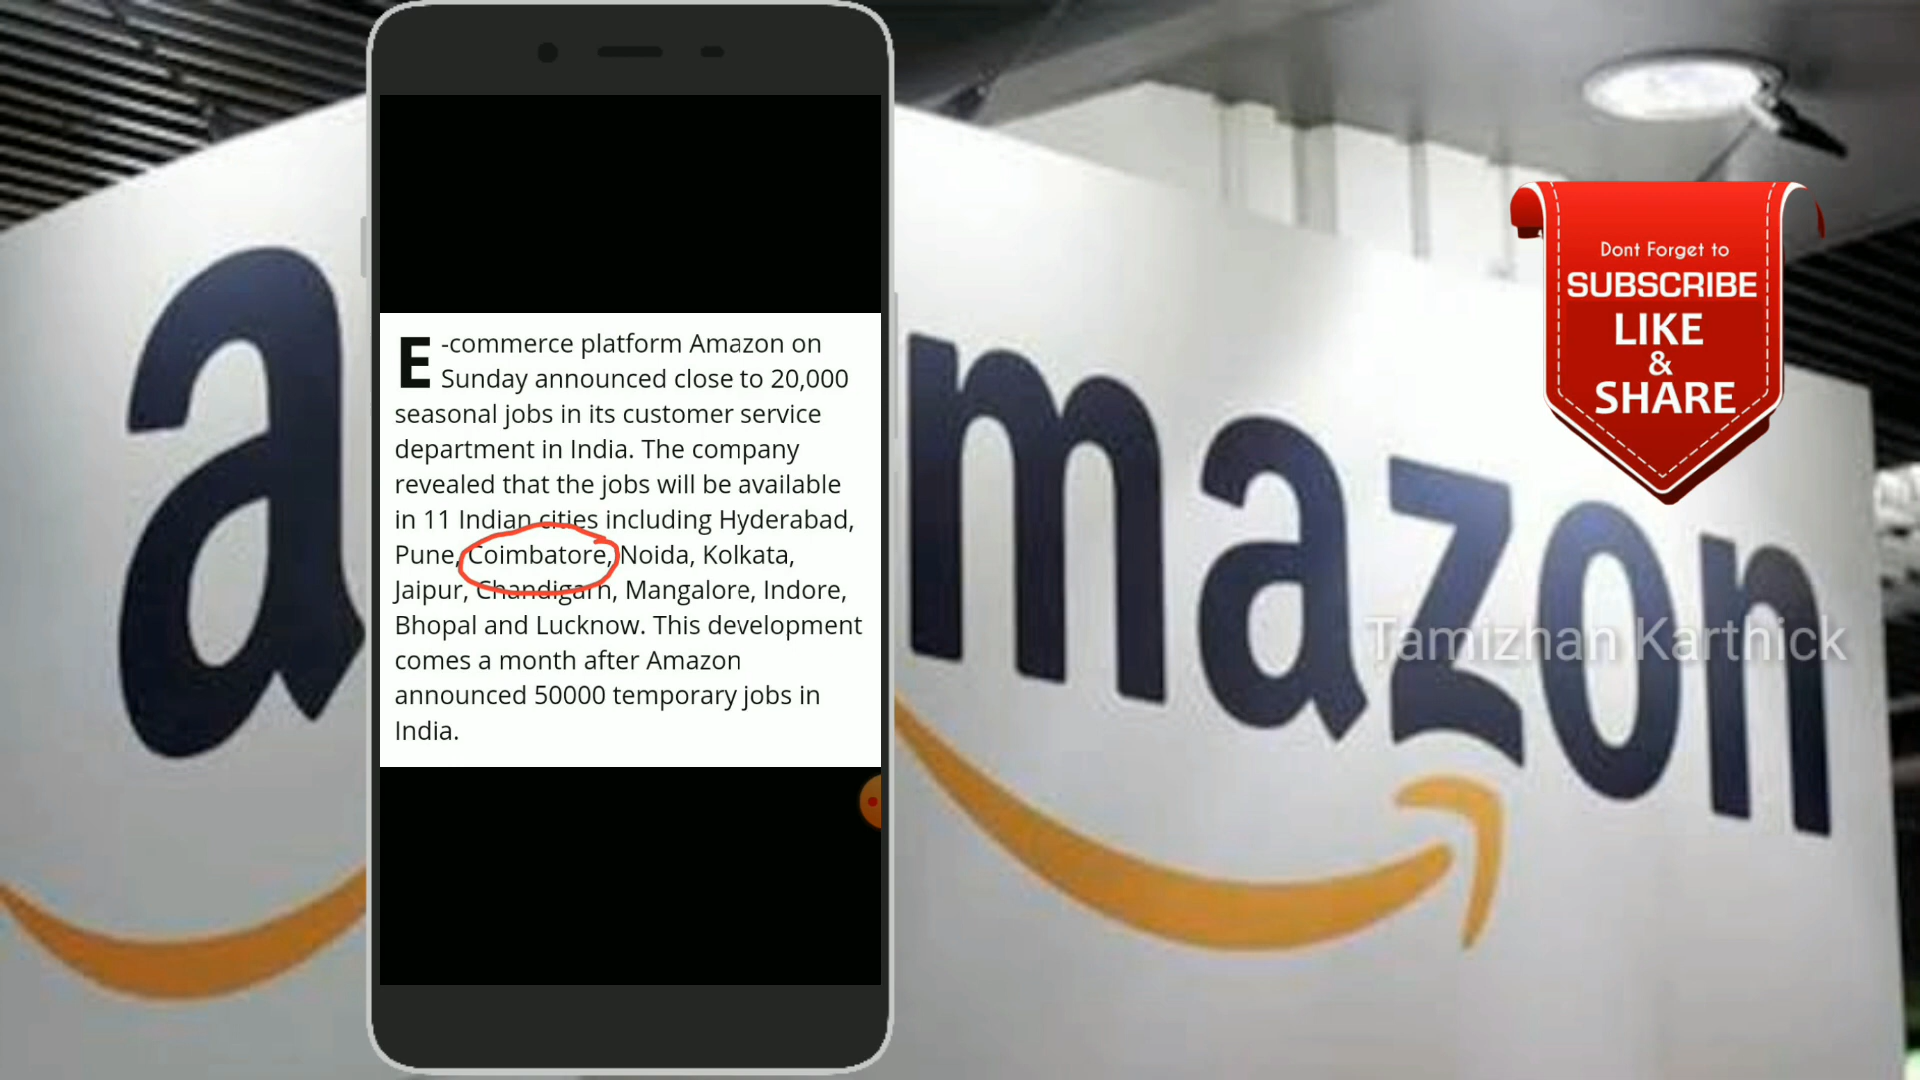 E-commerce platform Amazon on
Sunday announced close to 20,000
seasonal jobs in its customer service
department in India. The company
revealed that the jobs will be available
in 11 Indian cities including Hyderabad,
Pune, Coimbatore, Noida, Kolkata,
Jaipur, Chandigarh, Mangalore, Indore,
Bhopal and Lucknow. This development
comes a month after Amazon
announced 50000 temporary jobs in
India.
amazon
Dont Forget to
SUBSCRIBE
LIKE
&
SHARE
Tamizhan Karthick